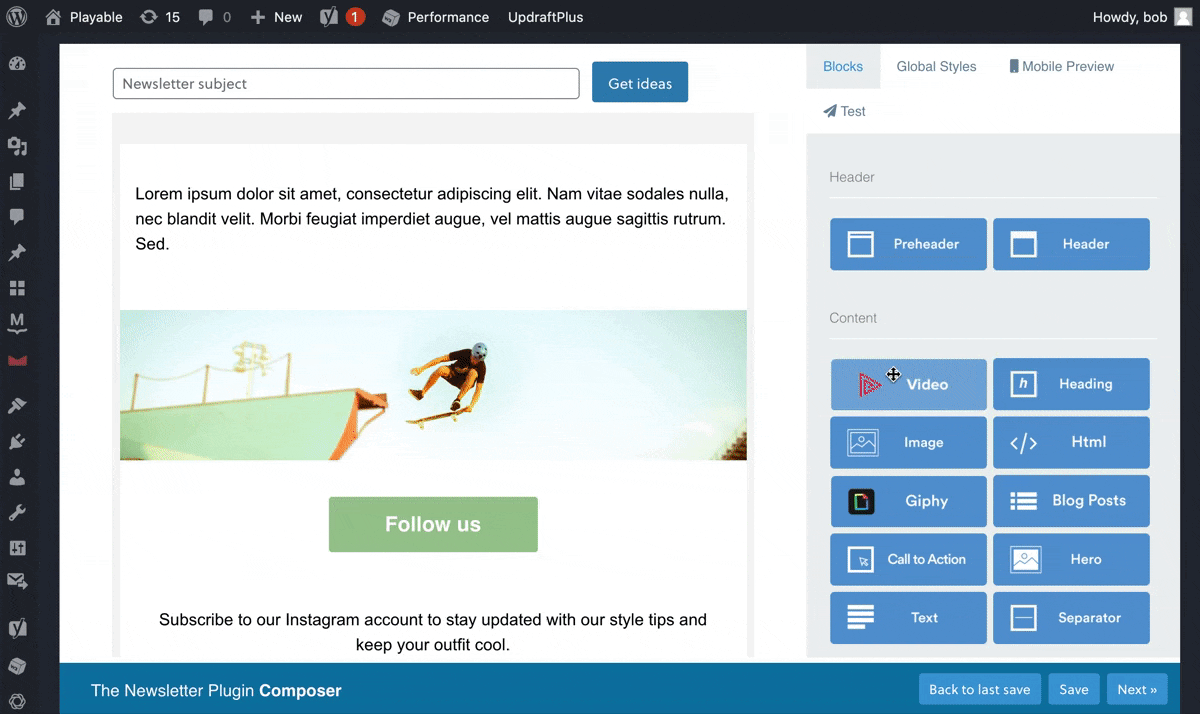 Playable
15
0
New
1
Performance
UpdraftPlus
Howdy, bob
Newsletter subject
Get ideas
Blocks
Global Styles
Mobile Preview
Test
Lorem ipsum dolor sit amet, consectetur adipiscing elit. Nam vitae sodales nulla,
nec blandit velit. Morbi feugiat imperdiet augue, vel mattis augue sagittis rutrum.
Sed.
Follow us
Subscribe to our Instagram account to stay updated with our style tips and
keep your outfit cool.
Header
Preheader
Header
Content
Video
h Heading
Image
</> Html
Giphy
Blog Posts
Call to Action
Hero
Text
Separator
The Newsletter Plugin Composer
Back to last save
Save
Next »